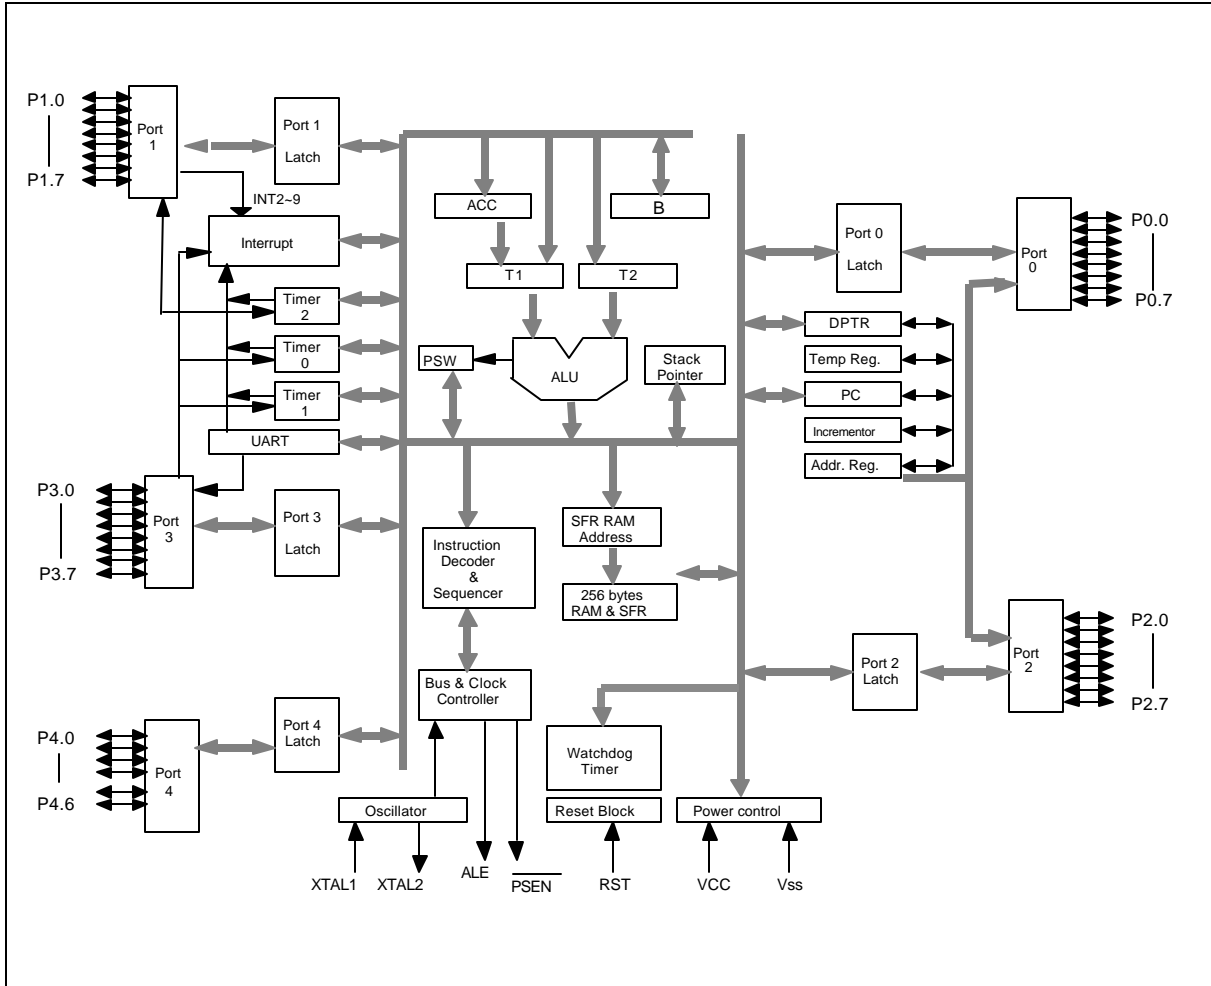 P1.0
P1.7
Port
1
Port 1
Latch
INT2~9
Interrupt
Timer
2
Timer
0
Timer
1
UART
P3.0
P3.7
Port
3
Port 3
Latch
P4.0
P4.6
Port
4
Port 4
Latch
ACC
B
T1
T2
PSW
ALU
Stack
Pointer
Instruction
Decoder
&
Sequencer
SFR RAM
Address
256 bytes
RAM & SFR
Bus & Clock
Controller
Watchdog
Timer
Oscillator
Reset Block
Power control
XTAL1
XTAL2
ALE
PSEN
RST
VCC
Vss
Port 0
Latch
Port
0
P0.0
P0.7
DPTR
Temp Reg.
PC
Incrementor
Addr. Reg.
Port 2
Latch
Port
2
P2.0
P2.7